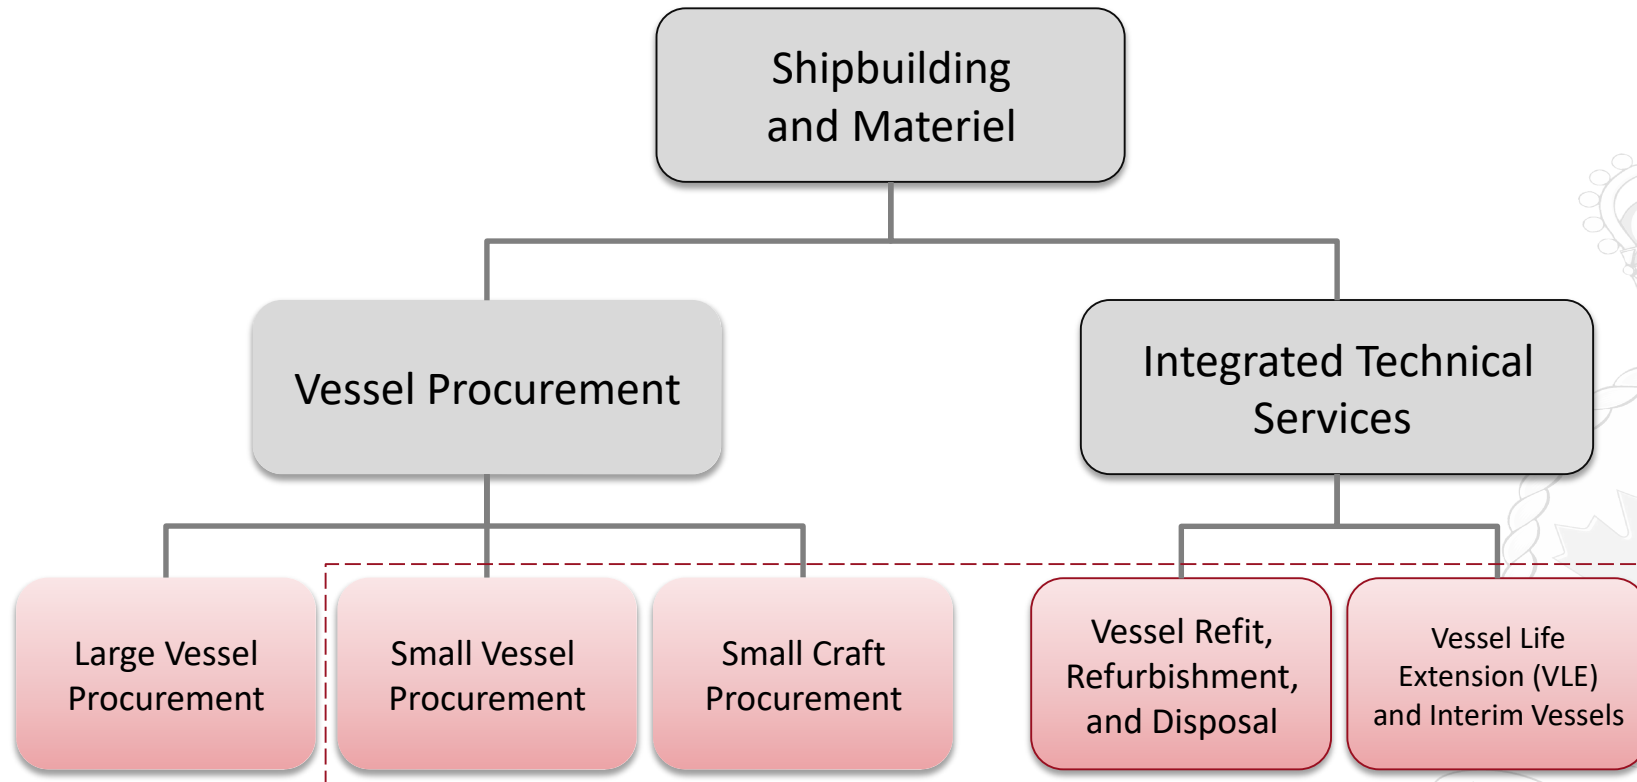 Shipbuilding
and Materiel
Vessel Procurement
Integrated Technical
Services
Large Vessel
Procurement
Small Vessel
Procurement
Small Craft
Procurement
Vessel Refit,
Refurbishment,
and Disposal
Vessel Life
Extension (VLE)
and Interim Vessels